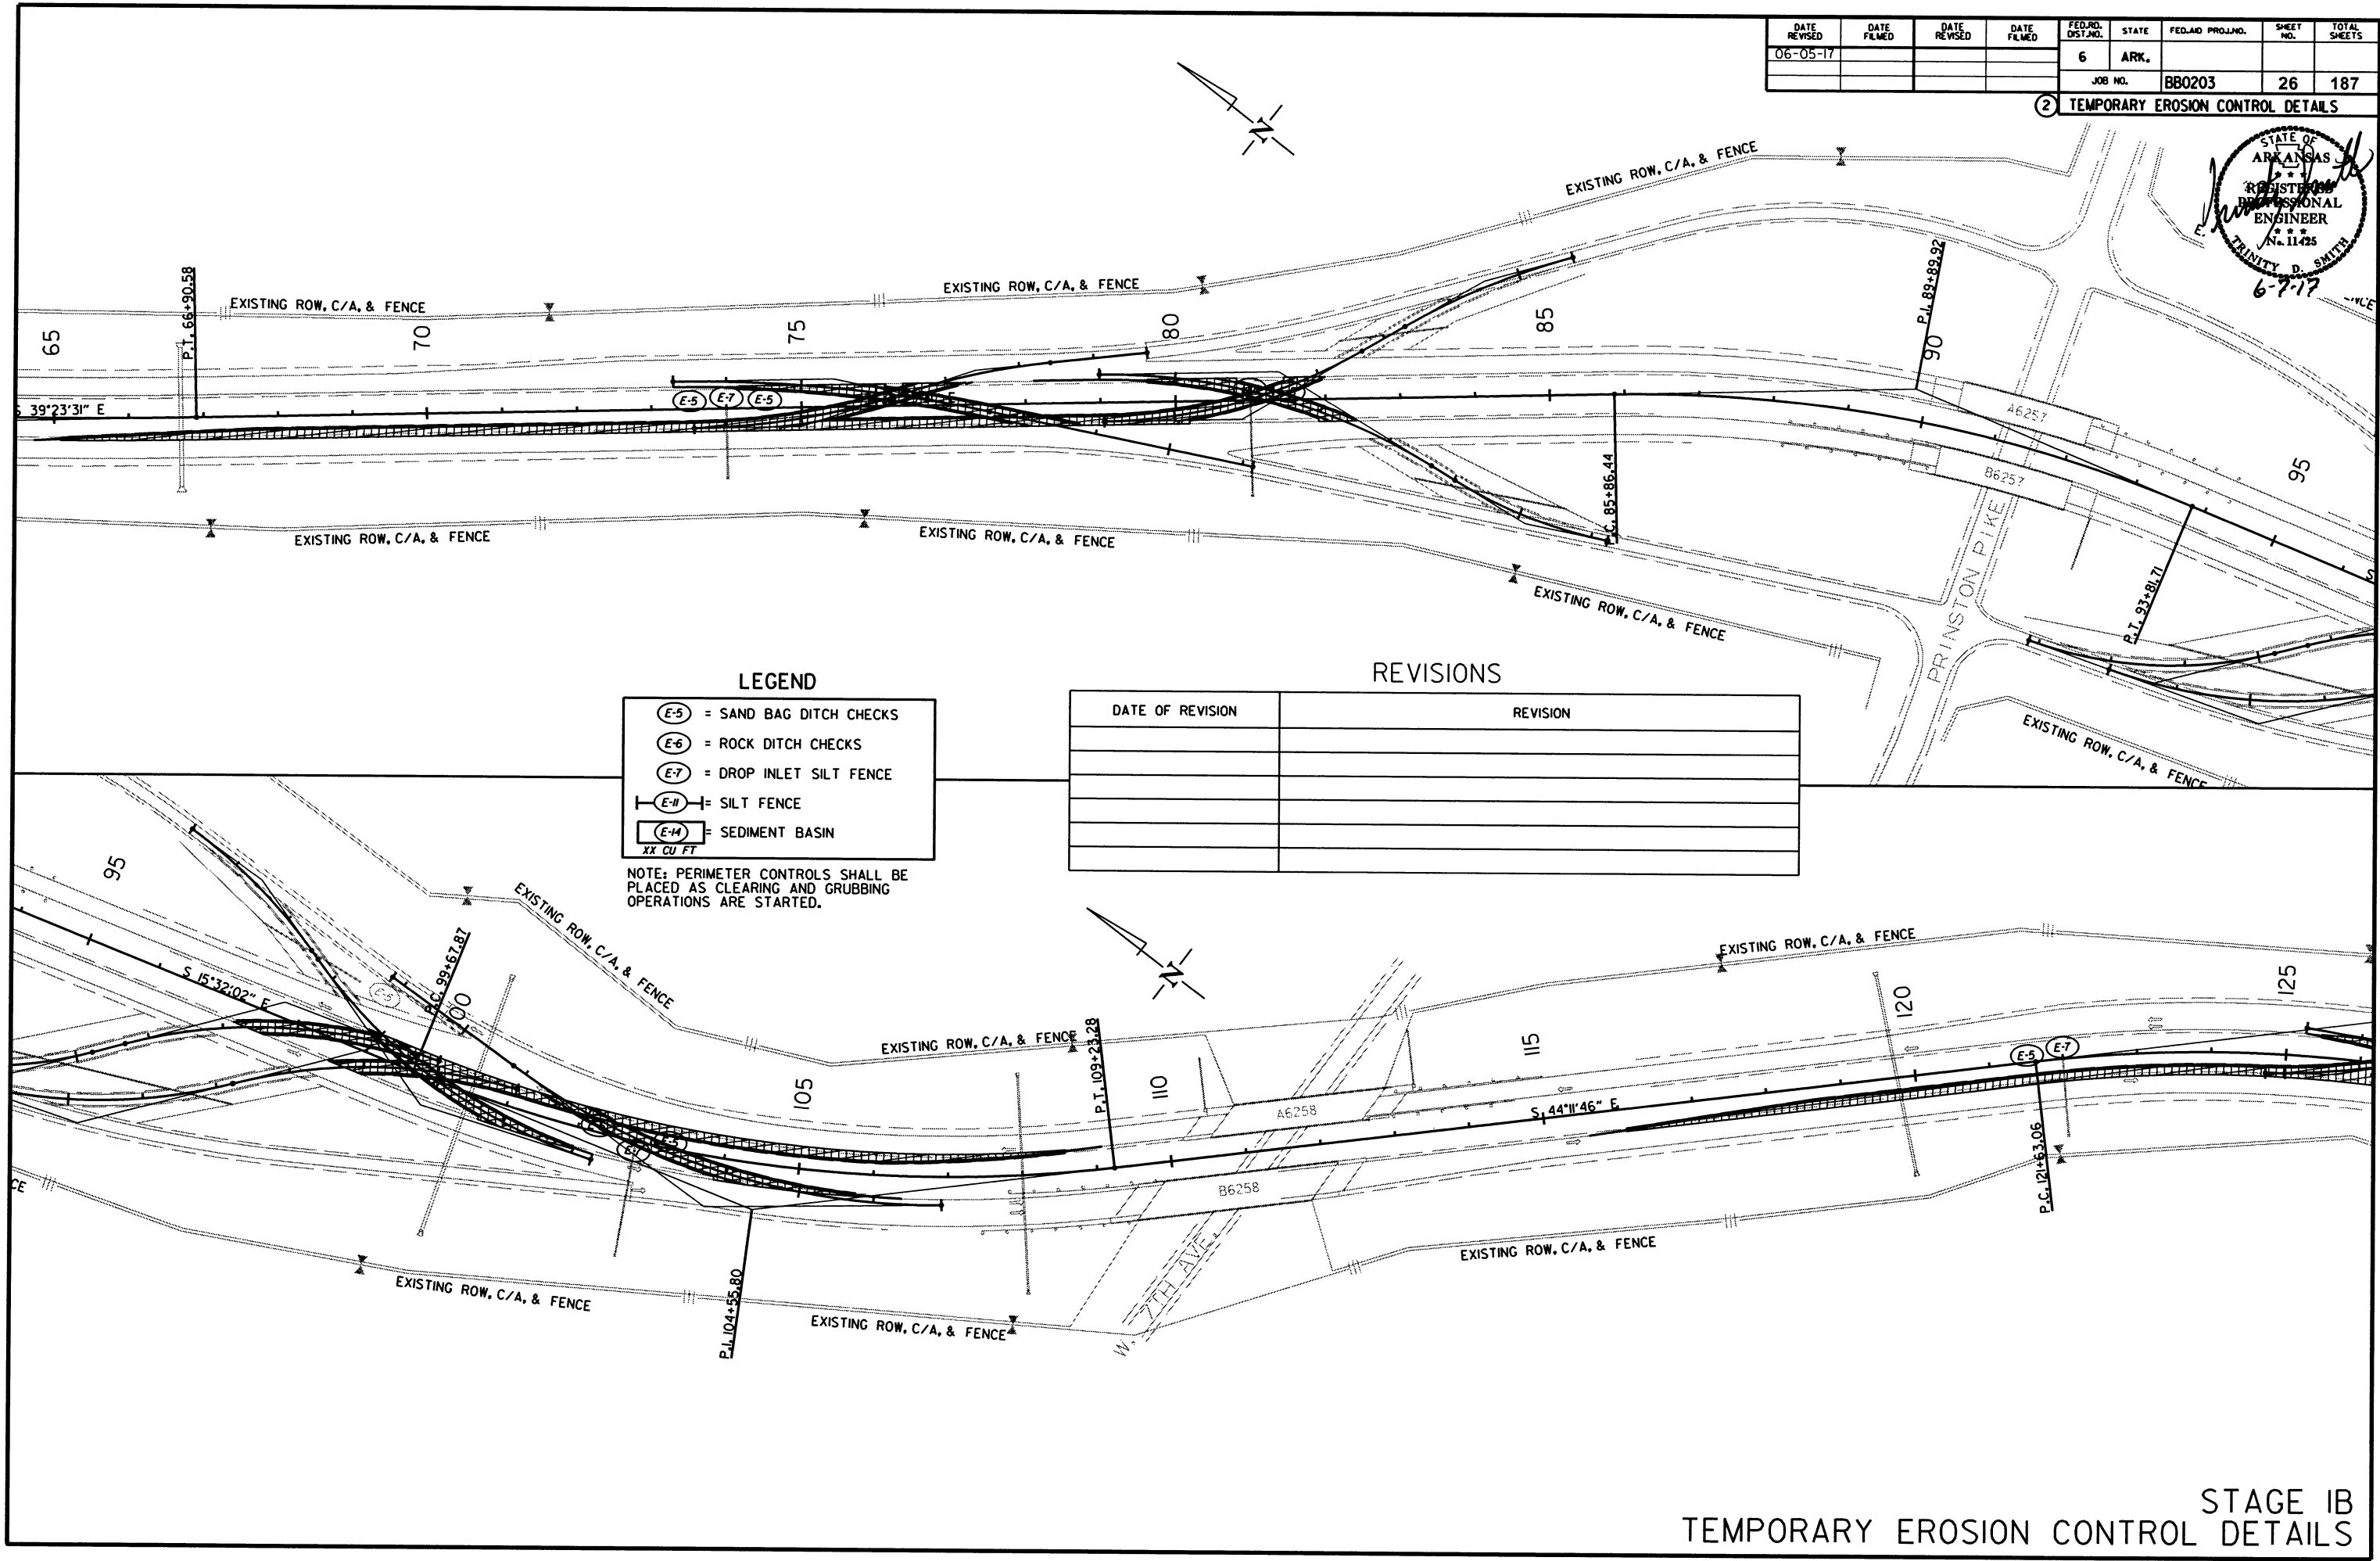 DATE REVISED
DATE FILMED
DATE REVISED
DATE FILMED
FED.RD. DIST.NO.
STATE
FED.AID PROJ.NO.
SHEET NO.
TOTAL SHEETS
06-05-17
6
ARK.
JOB NO.
BB0203
26
187
2
TEMPORARY EROSION CONTROL DETAILS
STATE OF
ARKANSAS
REGISTERED
PROFESSIONAL
ENGINEER
No. 11425
TRINITY D. SMITH
6-7-17
N
EXISTING ROW, C/A, & FENCE
EXISTING ROW, C/A, & FENCE
EXISTING ROW, C/A, & FENCE
65
P.T. 66+90.58
70
75
80
85
P.I. 89+89.92
90
95
S 39°23'31" E
E-5
E-7
E-5
A6257
B6257
P.C. 85+86.44
P.T. 93+81.71
PRINSTON PIKE
EXISTING ROW, C/A, & FENCE
EXISTING ROW, C/A, & FENCE
EXISTING ROW, C/A, & FENCE
EXISTING ROW, C/A, & FENCE
LEGEND
E-5 = SAND BAG DITCH CHECKS
E-6 = ROCK DITCH CHECKS
E-7 = DROP INLET SILT FENCE
E-11 = SILT FENCE
E-14 = SEDIMENT BASIN
XX CU FT
NOTE: PERIMETER CONTROLS SHALL BE
PLACED AS CLEARING AND GRUBBING
OPERATIONS ARE STARTED.
REVISIONS
DATE OF REVISION
REVISION
N
95
S 15°32'02" E
E-5
P.C. 99+67.87
100
EXISTING ROW, C/A, & FENCE
EXISTING ROW, C/A, & FENCE
EXISTING ROW, C/A, & FENCE
105
P.T. 109+23.28
110
115
120
125
E-5
A6258
B6258
S 44°11'46" E
E-5
E-7
P.C. 121+63.06
P.I. 104+55.80
W. 7TH AVE.
EXISTING ROW, C/A, & FENCE
EXISTING ROW, C/A, & FENCE
EXISTING ROW, C/A, & FENCE
STAGE 1B
TEMPORARY EROSION CONTROL DETAILS